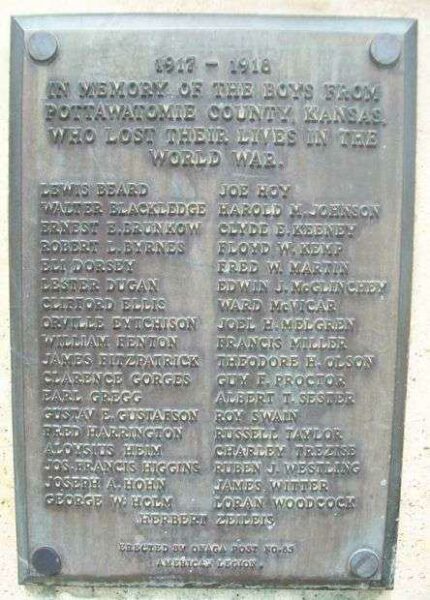 1917 - 1918
IN MEMORY OF THE BOYS FROM
POTTAWATOMIE COUNTY, KANSAS,
WHO LOST THEIR LIVES IN THE
WORLD WAR.
LEWIS BEARD
WALTER BLACKLEDGE
ERNEST E. BRUNKOW
ROBERT L. BYRNES
ELI DORSEY
LESTER DUGAN
CLIFFORD ELLIS
ORVILLE EYTCHISON
WILLIAM FENTON
JAMES FITZPATRICK
CLARENCE GORGES
EARL GREGG
GUSTAV E. GUSTAFSON
FRED HARRINGTON
ALOYSIUS HEIM
JOS. FRANCIS HIGGINS
JOSEPH A. HOHN
GEORGE W. HOLM
JOE HOY
HAROLD M. JOHNSON
CLYDE E. KEENEY
FLOYD W. KEMP
FRED W. MARTIN
EDWIN J. McGLINCHEY
WARD McVICAR
JOEL H. MELGREN
FRANCIS MILLER
THEODORE H. OLSON
GUY F. PROCTOR
ALBERT T. SESTER
ROY SWAIN
RUSSELL TAYLOR
CHARLEY TREZISE
RUBEN J. WESTLING
JAMES WITTER
LORAN WOODCOCK
HERBERT ZEILEIS
ERECTED BY ONAGA POST NO. 85
AMERICAN LEGION.